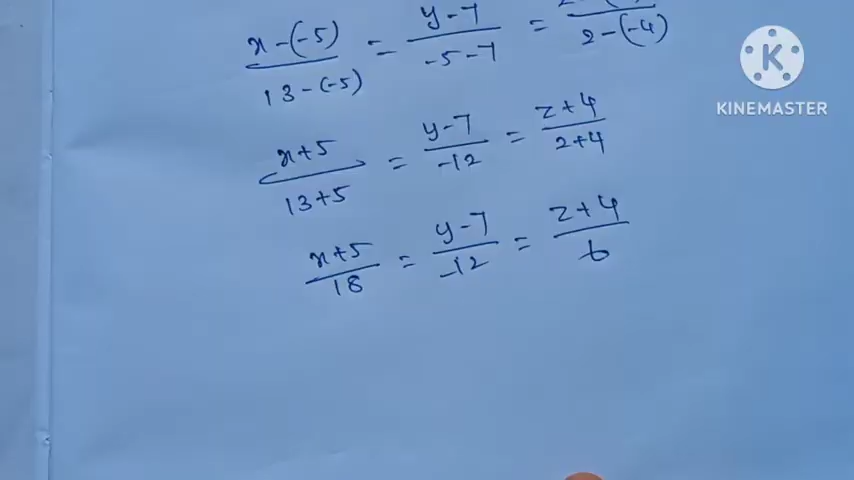 x-(-5)/13-(-5) = y-7/-5-7 = /2-(-4)
x+5/13+5 = y-7/-12 = z+4/2+4
x+5/18 = y-7/-12 = z+4/6
K
KINEMASTER